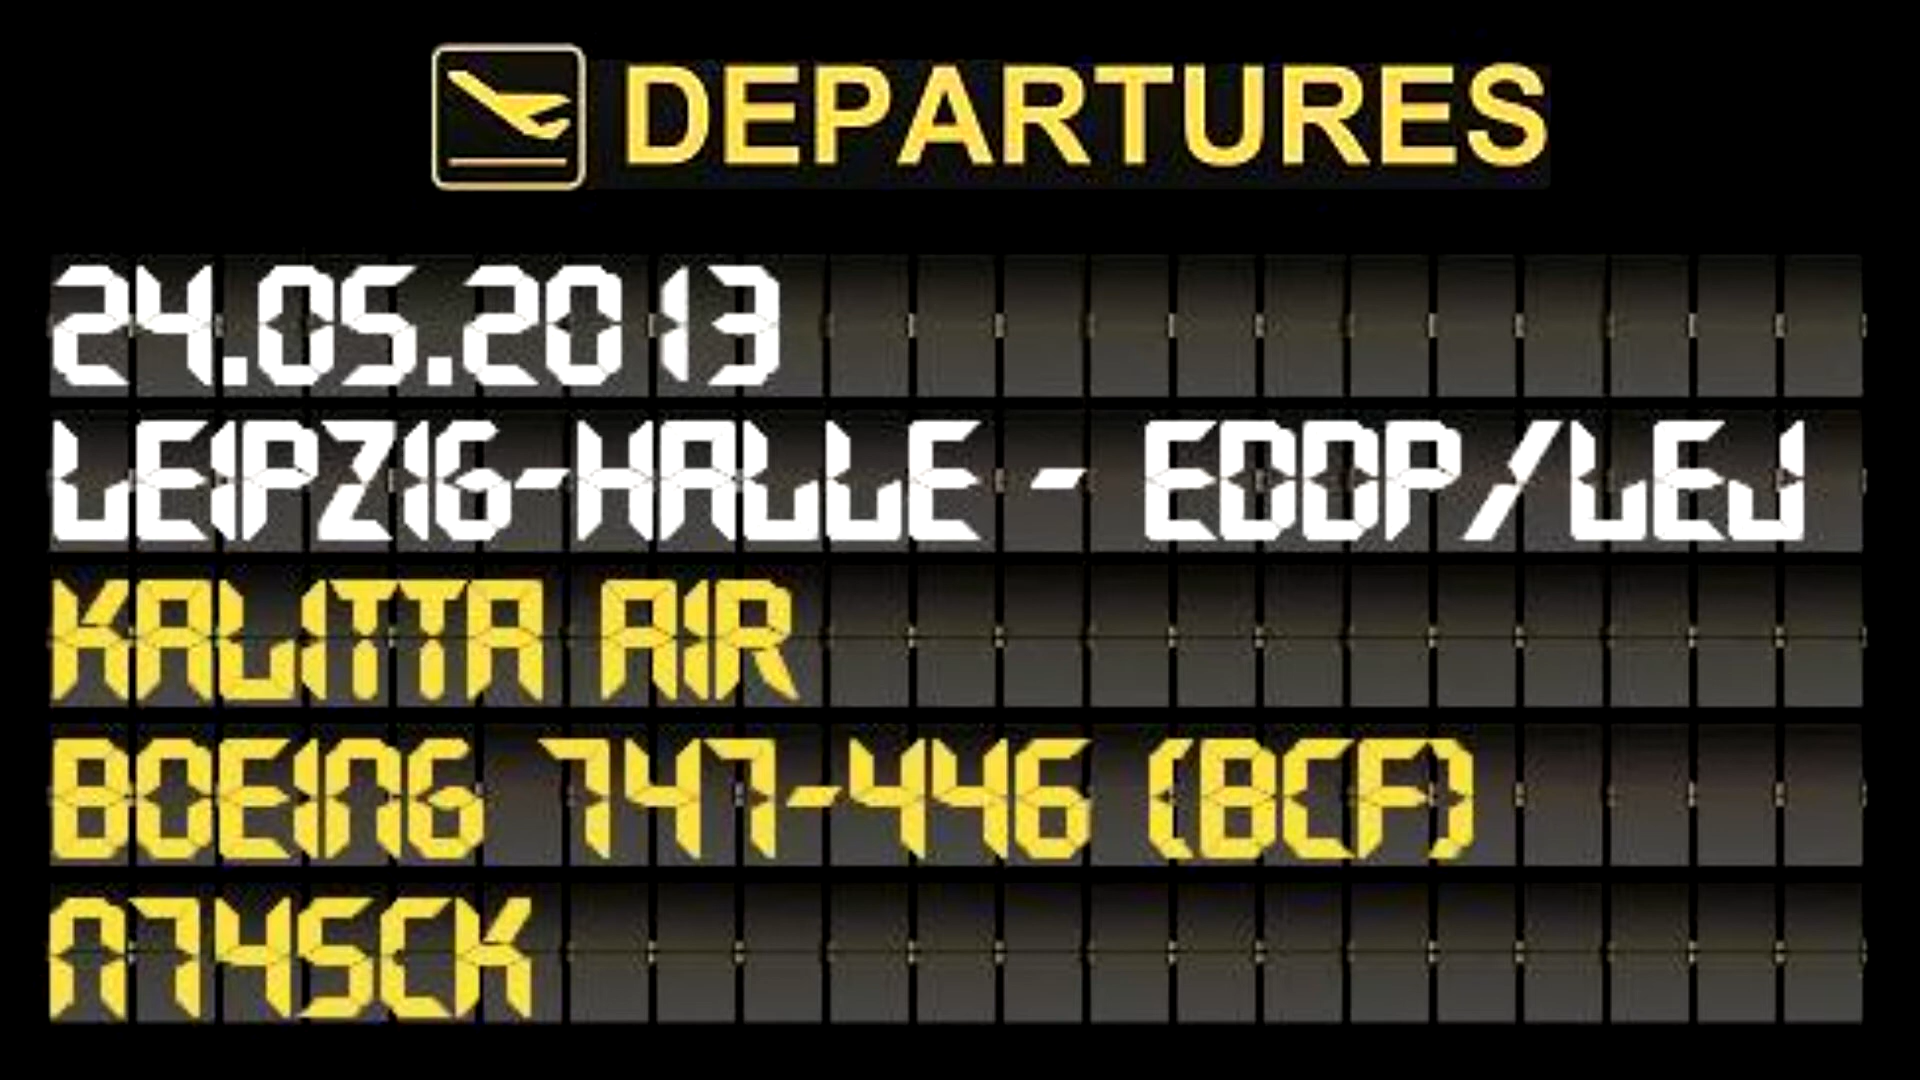 DEPARTURES
24.05.2013
LEIPZIG-HALLE - EDDP/LEJ
KALITTA AIR
BOEING 747-446 (BCF)
N745CK